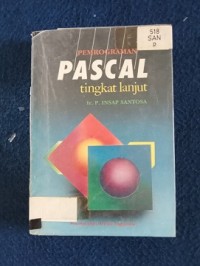 518
SAN
p
PEMROGRAMAN
PASCAL
tingkat lanjut
Ir. P. INSAP SANTOSA